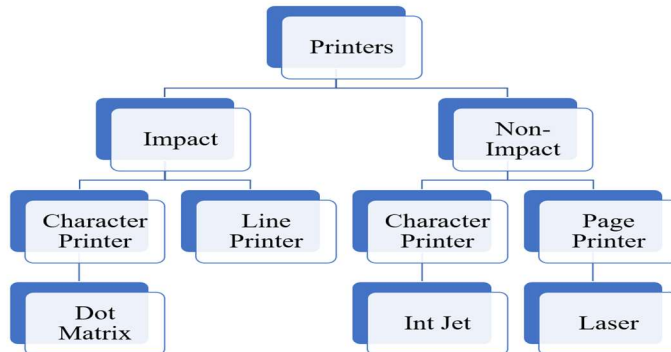 Printers
Impact
Non-
Impact
Character
Printer
Line
Printer
Character
Printer
Page
Printer
Dot
Matrix
Int Jet
Laser